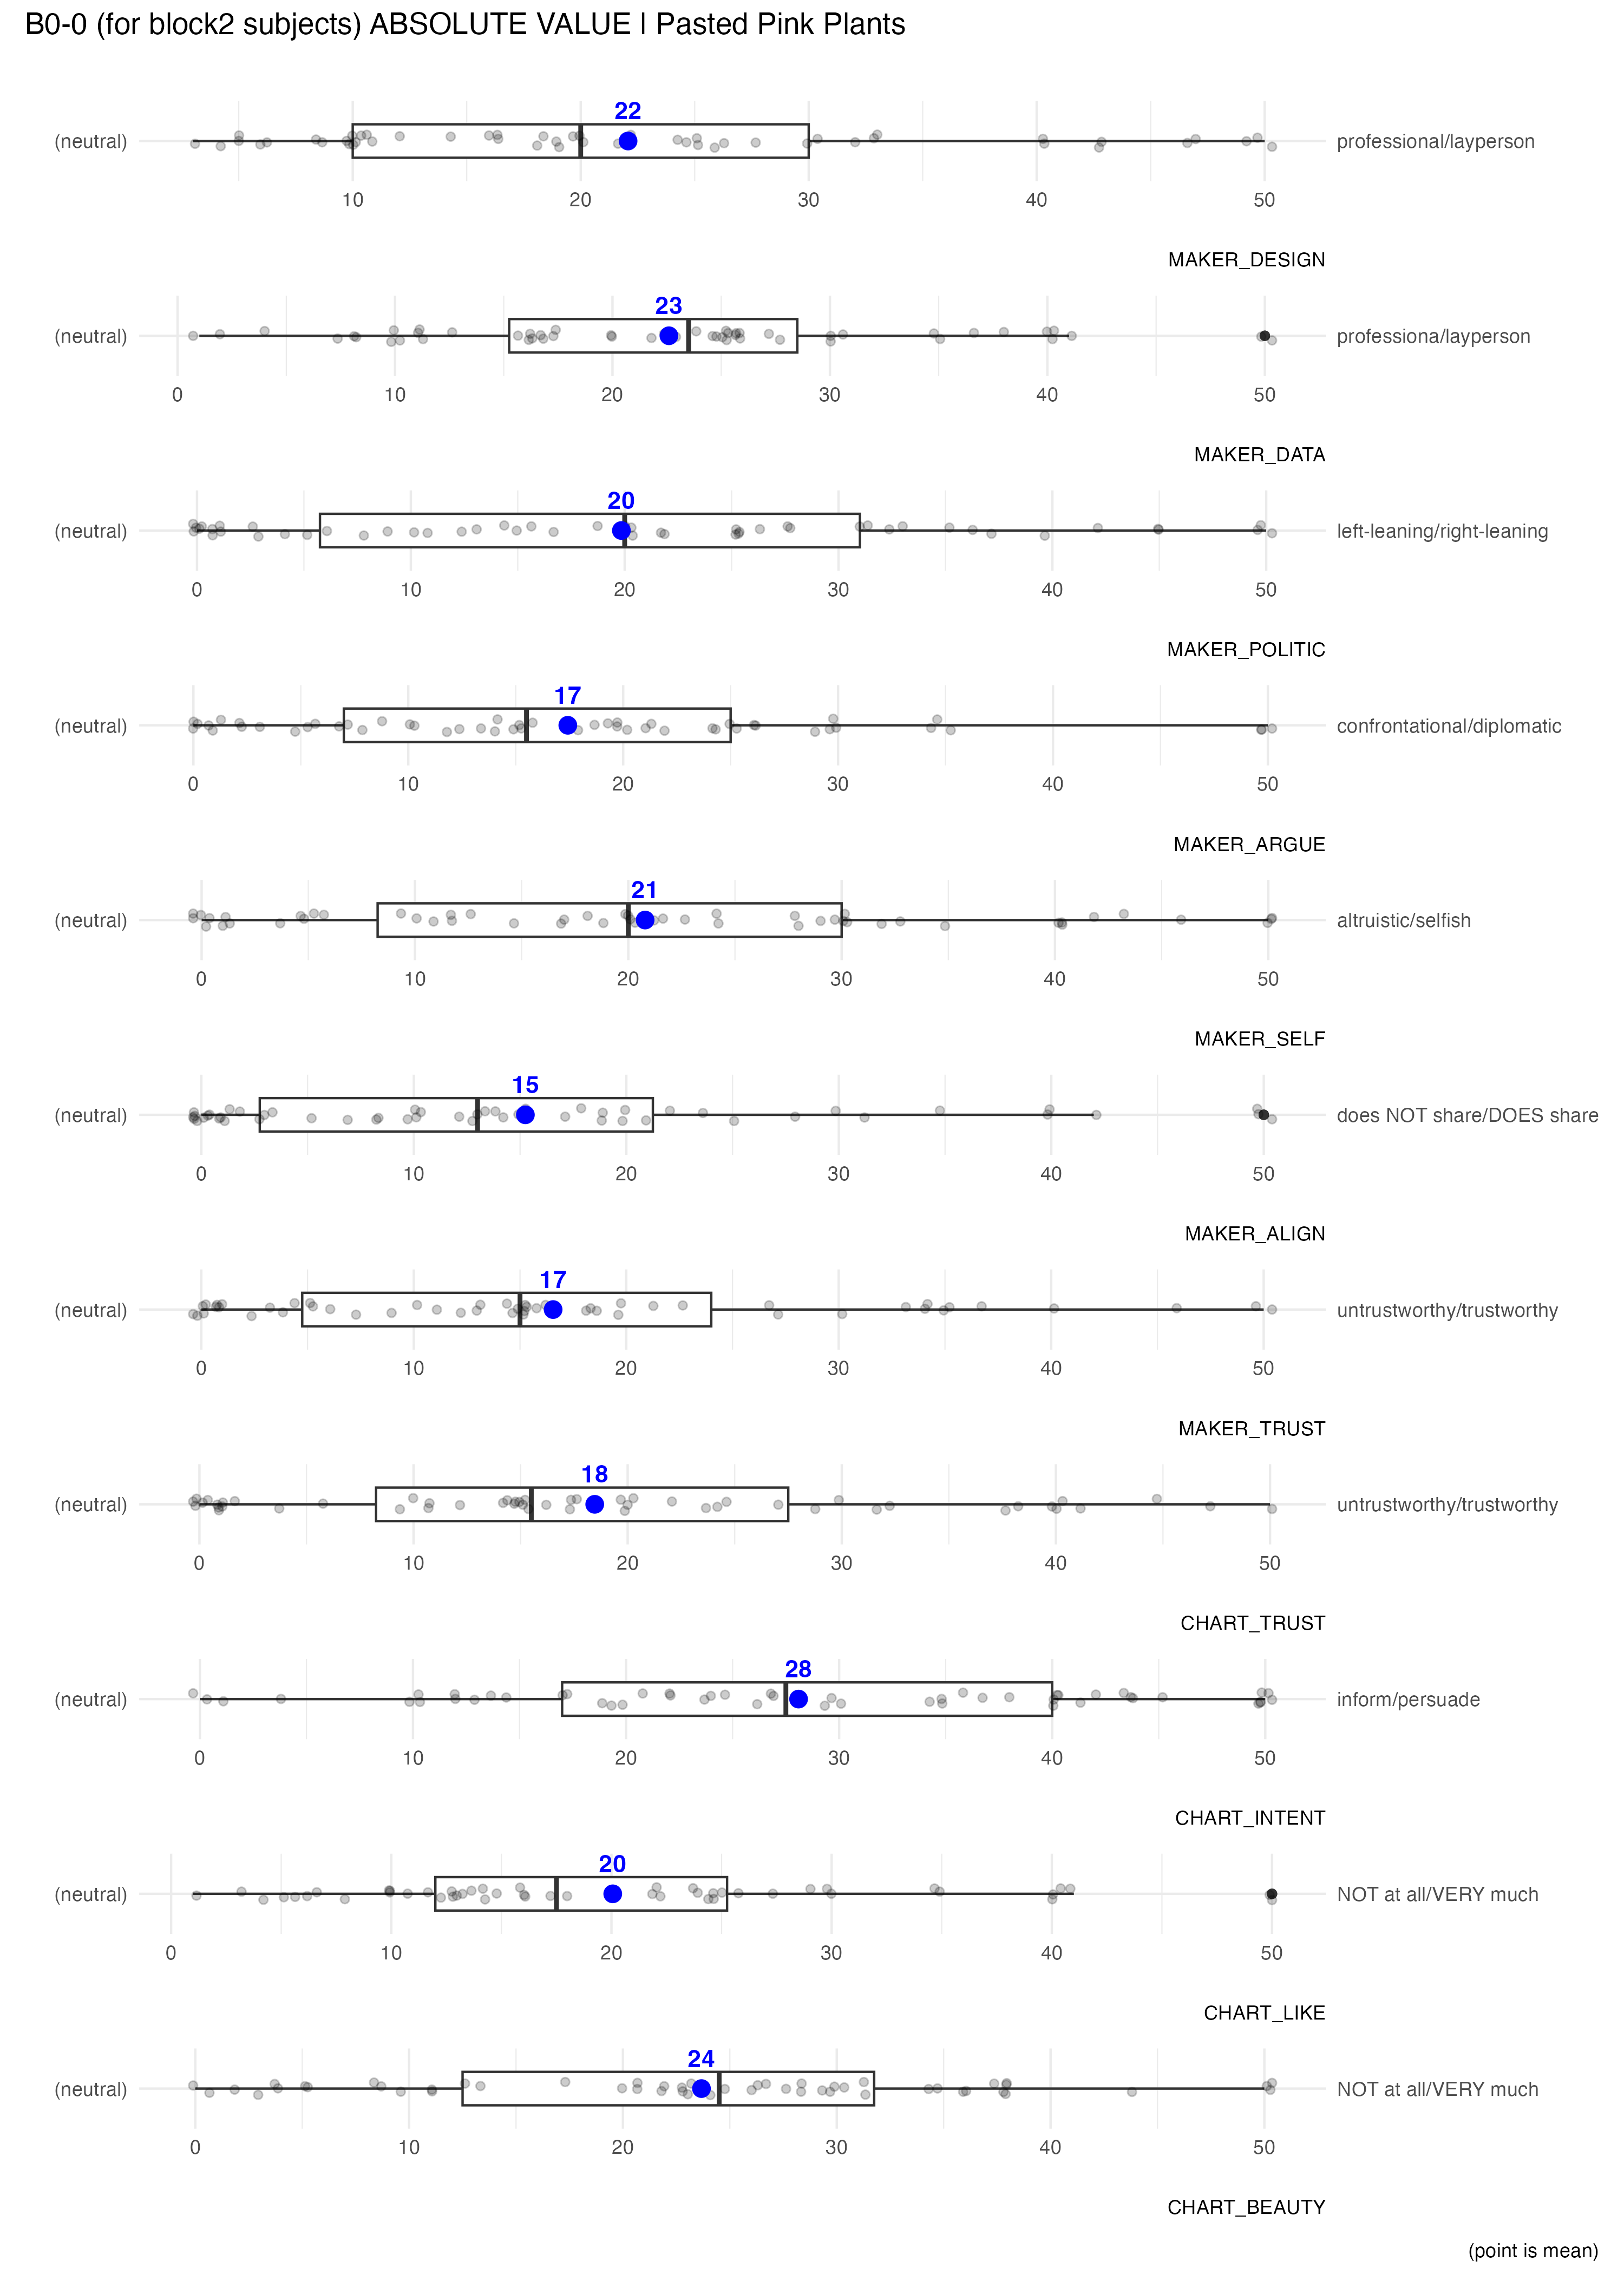 B0-0 (for block2 subjects) ABSOLUTE VALUE | Pasted Pink Plants
22
(neutral) professional/layperson
10 20 30 40 50
MAKER_DESIGN
23
(neutral) professiona/layperson
0 10 20 30 40 50
MAKER_DATA
20
(neutral) left-leaning/right-leaning
0 10 20 30 40 50
MAKER_POLITIC
17
(neutral) confrontational/diplomatic
0 10 20 30 40 50
MAKER_ARGUE
21
(neutral) altruistic/selfish
0 10 20 30 40 50
MAKER_SELF
15
(neutral) does NOT share/DOES share
0 10 20 30 40 50
MAKER_ALIGN
17
(neutral) untrustworthy/trustworthy
0 10 20 30 40 50
MAKER_TRUST
18
(neutral) untrustworthy/trustworthy
0 10 20 30 40 50
CHART_TRUST
28
(neutral) inform/persuade
0 10 20 30 40 50
CHART_INTENT
20
(neutral) NOT at all/VERY much
0 10 20 30 40 50
CHART_LIKE
24
(neutral) NOT at all/VERY much
0 10 20 30 40 50
CHART_BEAUTY
(point is mean)